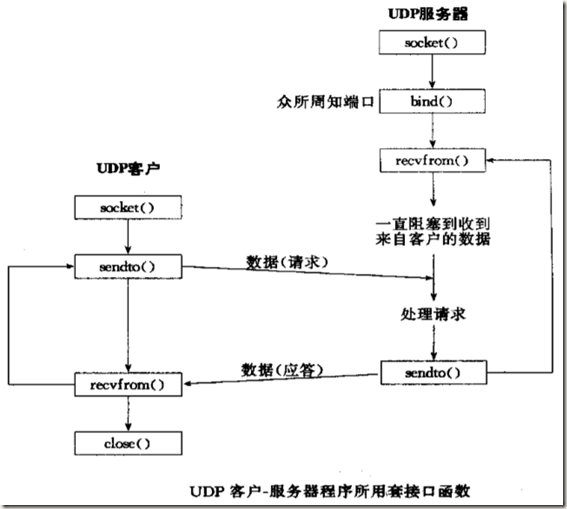 UDP服务器
socket()
众所周知端口
bind()
recvfrom()
UDP客户
socket()
一直阻塞到收到
来自客户的数据
sendto()
数据(请求)
处理请求
recvfrom()
数据(应答)
sendto()
close()
UDP 客户-服务器程序所用套接口函数